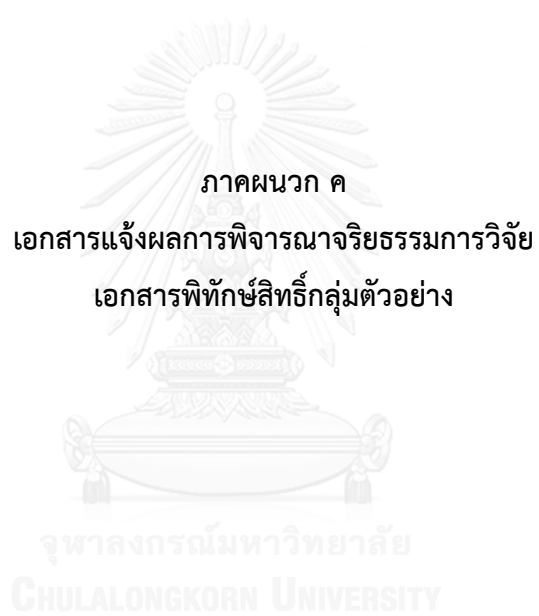 ภาคผนวก ค
เอกสารแจ้งผลการพิจารณาจริยธรรมการวิจัย
เอกสารพิทักษ์สิทธิ์กลุ่มตัวอย่าง
จุฬาลงกรณ์มหาวิทยาลัย
CHULALONGKORN UNIVERSITY